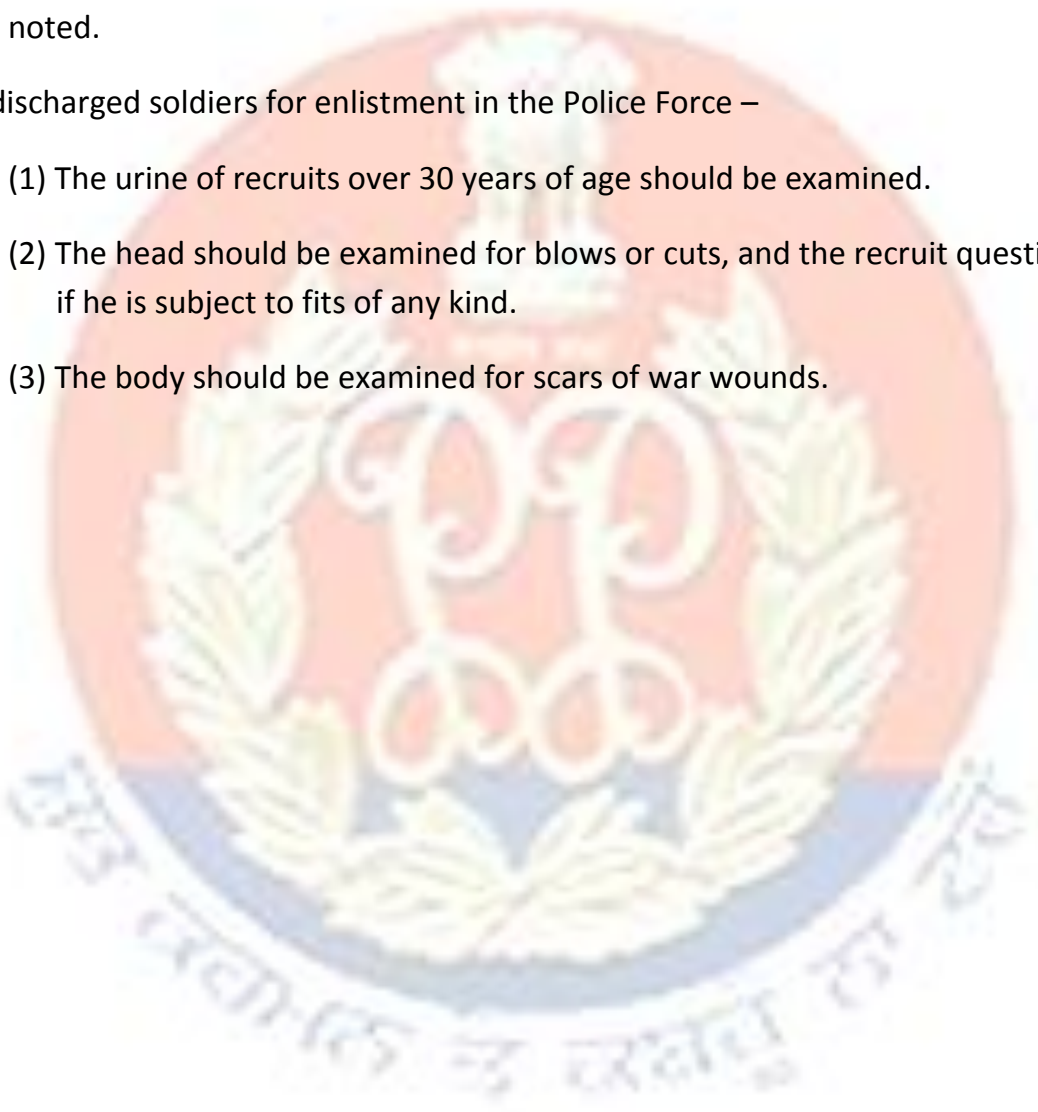 noted.
discharged soldiers for enlistment in the Police Force –
(1) The urine of recruits over 30 years of age should be examined.
(2) The head should be examined for blows or cuts, and the recruit questi
if he is subject to fits of any kind.
(3) The body should be examined for scars of war wounds.
PP